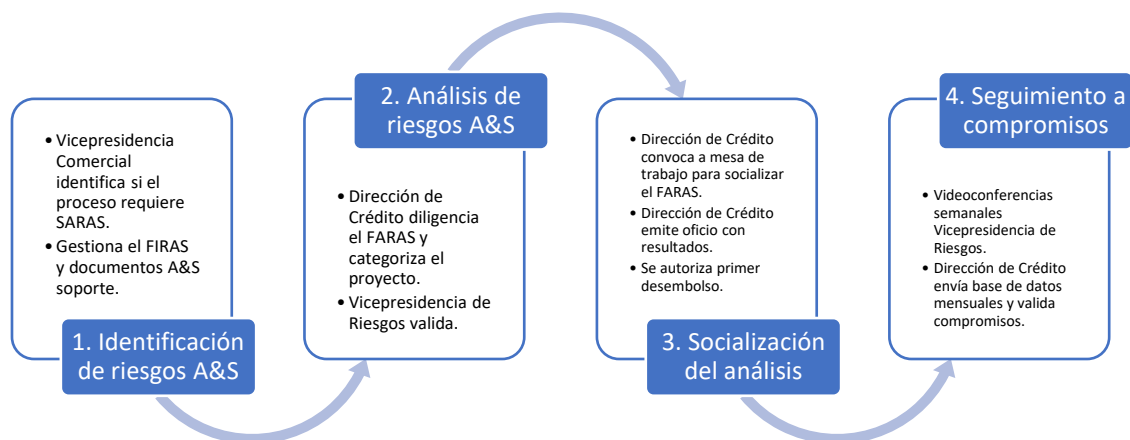 • Vicepresidencia
Comercial
identifica si el
proceso requiere
SARAS.
• Gestiona el FIRAS
y documentos A&S
soporte.
1. Identificación
de riesgos A&S
2. Análisis de
riesgos A&S
• Dirección de
Crédito diligencia
el FARAS y
categoriza el
proyecto.
• Vicepresidencia de
Riesgos valida.
• Dirección de Crédito
convoca a mesa de
trabajo para socializar
el FARAS.
• Dirección de Crédito
emite oficio con
resultados.
• Se autoriza primer
desembolso.
3. Socialización
del análisis
4. Seguimiento a
compromisos
• Videoconferencias
semanales
Vicepresidencia de
Riesgos.
• Dirección de Crédito
envía base de datos
mensuales y valida
compromisos.